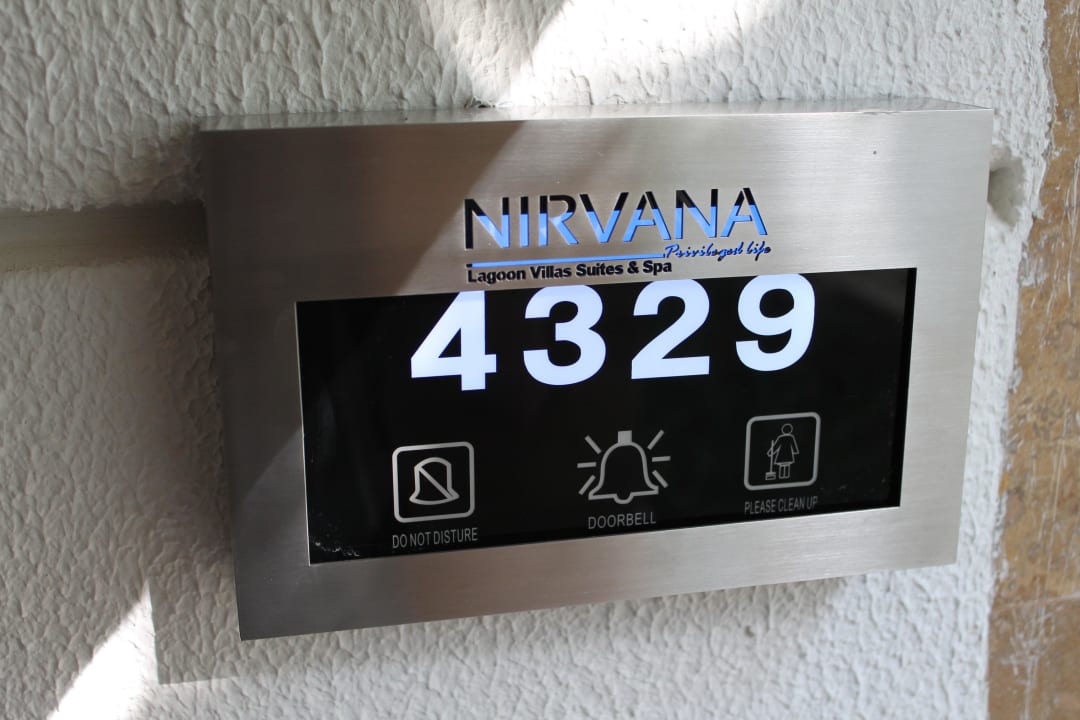 NIRVANA
Privileged life
Lagoon Villas Suites & Spa
4329
DO NOT DISTURE
DOORBELL
PLEASE CLEAN UP